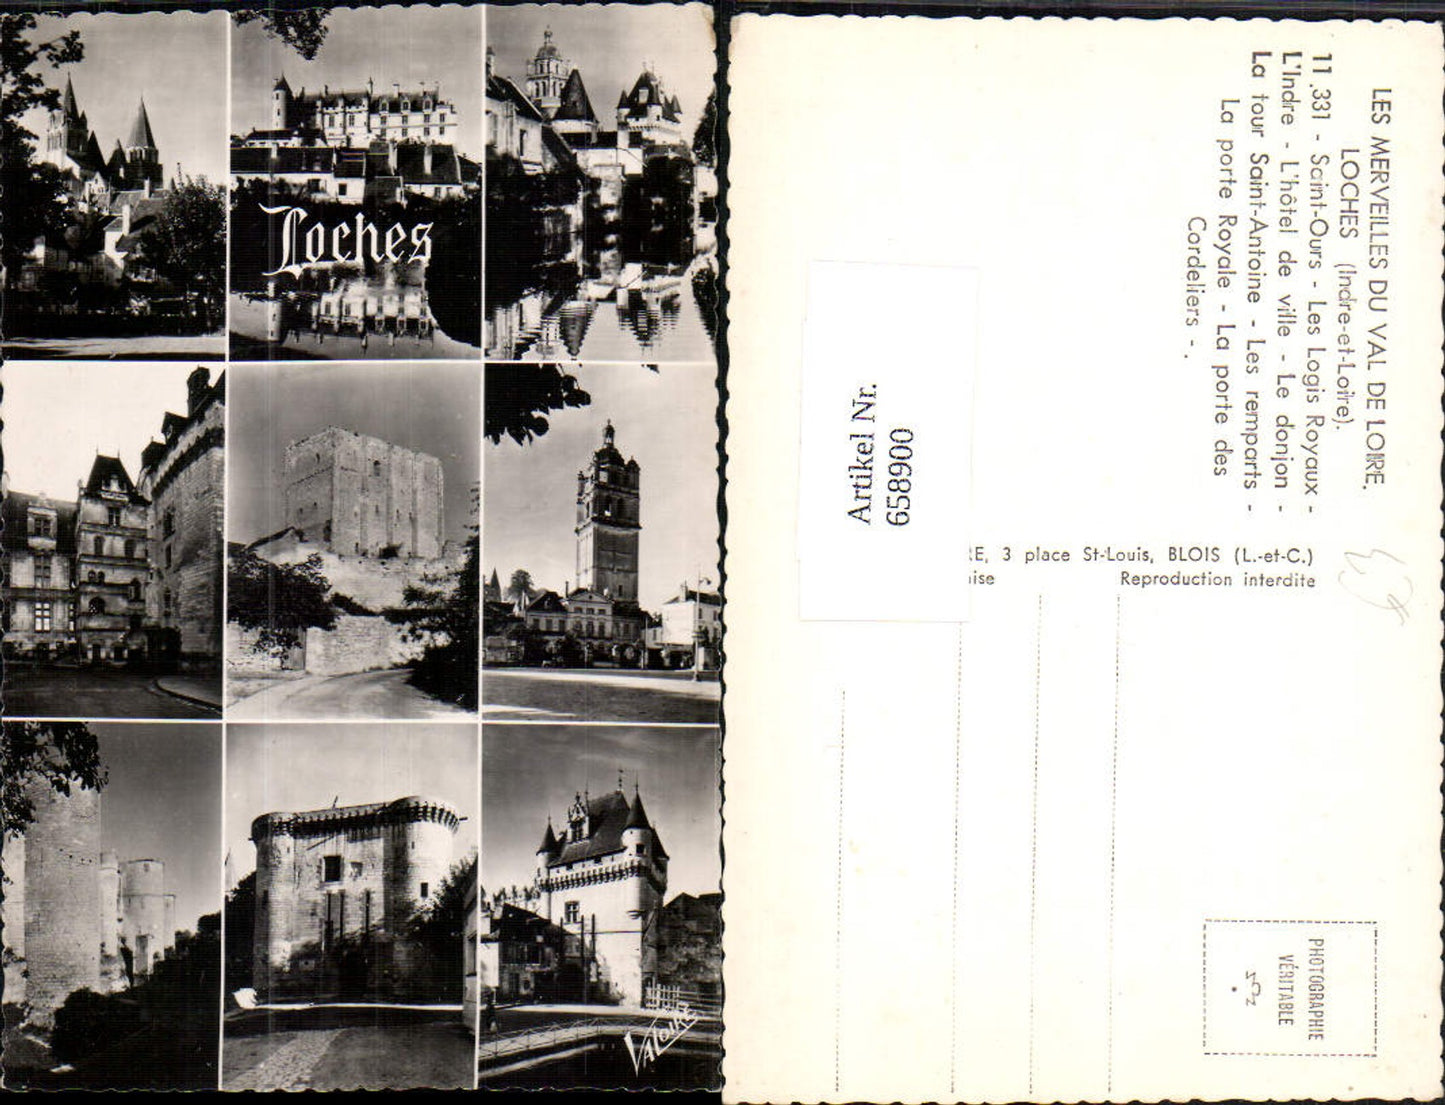 Loches
VALOIRE
LES MERVEILLES DU VAL DE LOIRE.
LOCHES (Indre-et-Loire).
11.331 - Saint-Ours - Les Logis Royaux -
L'Indre - L'hôtel de ville - Le donjon -
La tour Saint-Antoine - Les remparts -
La porte Royale - La porte des
Cordeliers - .
Artikel Nr.
658900
RE, 3 place St-Louis, BLOIS (L.-et-C.)
aise Reproduction interdite
PHOTOGRAPHIE
VÉRITABLE